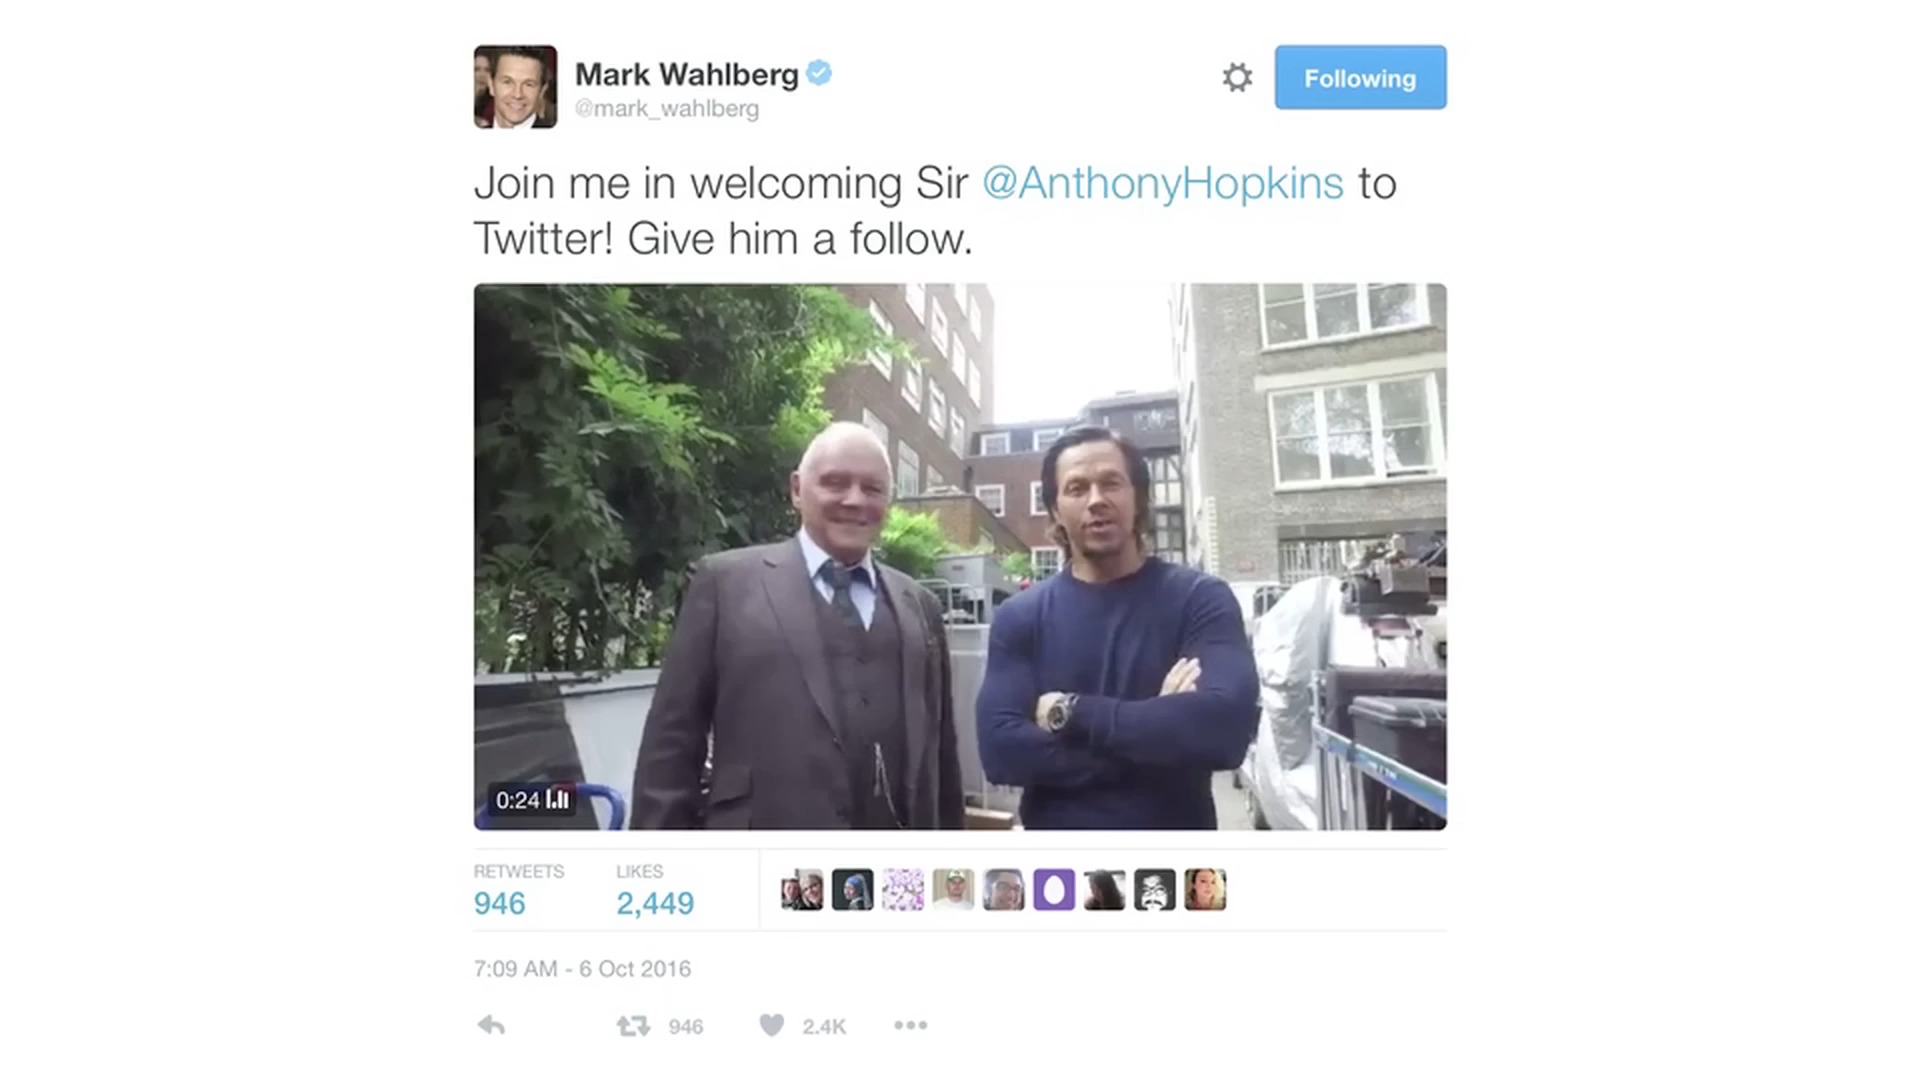 Mark Wahlberg
@mark_wahlberg
Following
Join me in welcoming Sir @AnthonyHopkins to
Twitter! Give him a follow.
0:24
RETWEETS
946
LIKES
2,449
7:09 AM - 6 Oct 2016
946
2.4K